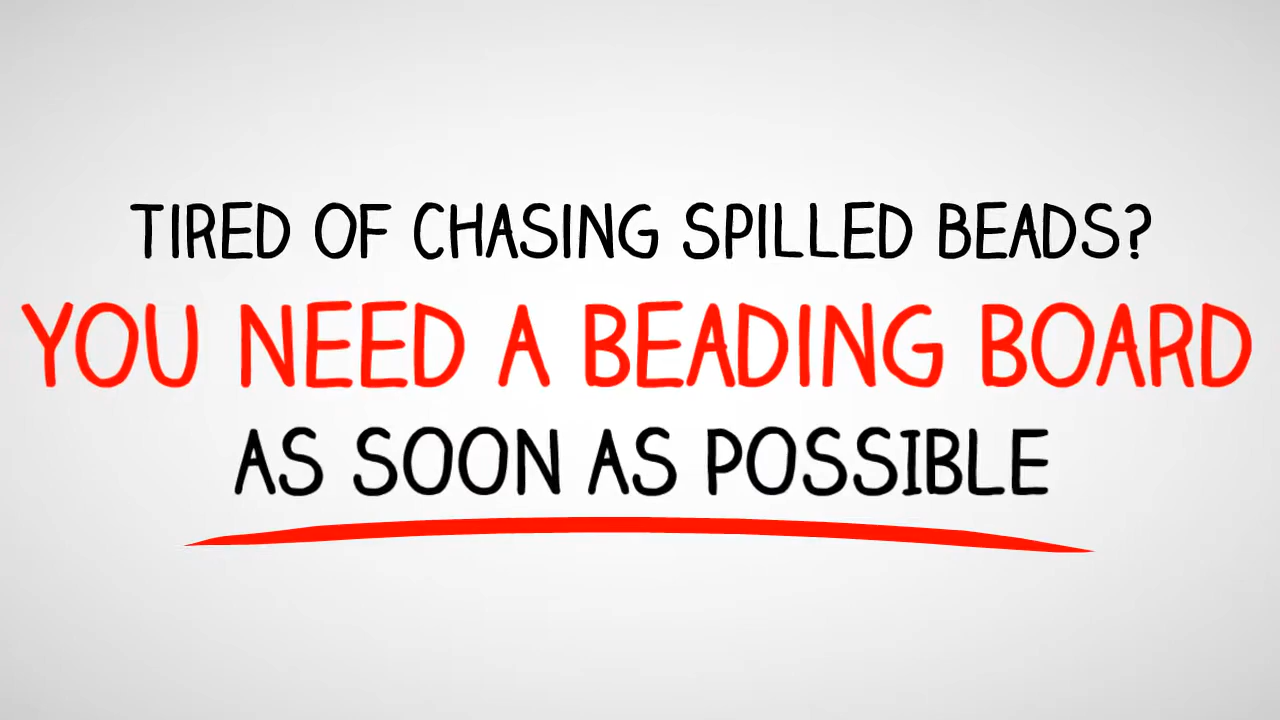 TIRED OF CHASING SPILLED BEADS?
YOU NEED A BEADING BOARD
AS SOON AS POSSIBLE